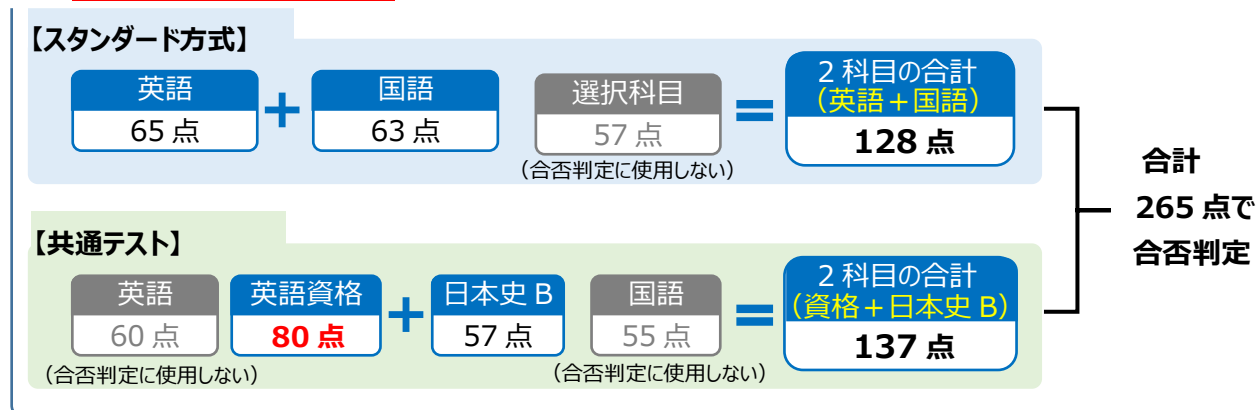 【スタンダード方式】
英語
65 点
+
国語
63 点
選択科目
57 点
(合否判定に使用しない)
=
2 科目の合計
(英語+国語)
128 点
【共通テスト】
英語
60 点
(合否判定に使用しない)
英語資格
80 点
+
日本史 B
57 点
国語
55 点
(合否判定に使用しない)
=
2 科目の合計
(資格+日本史 B)
137 点
合計
265 点で
合否判定